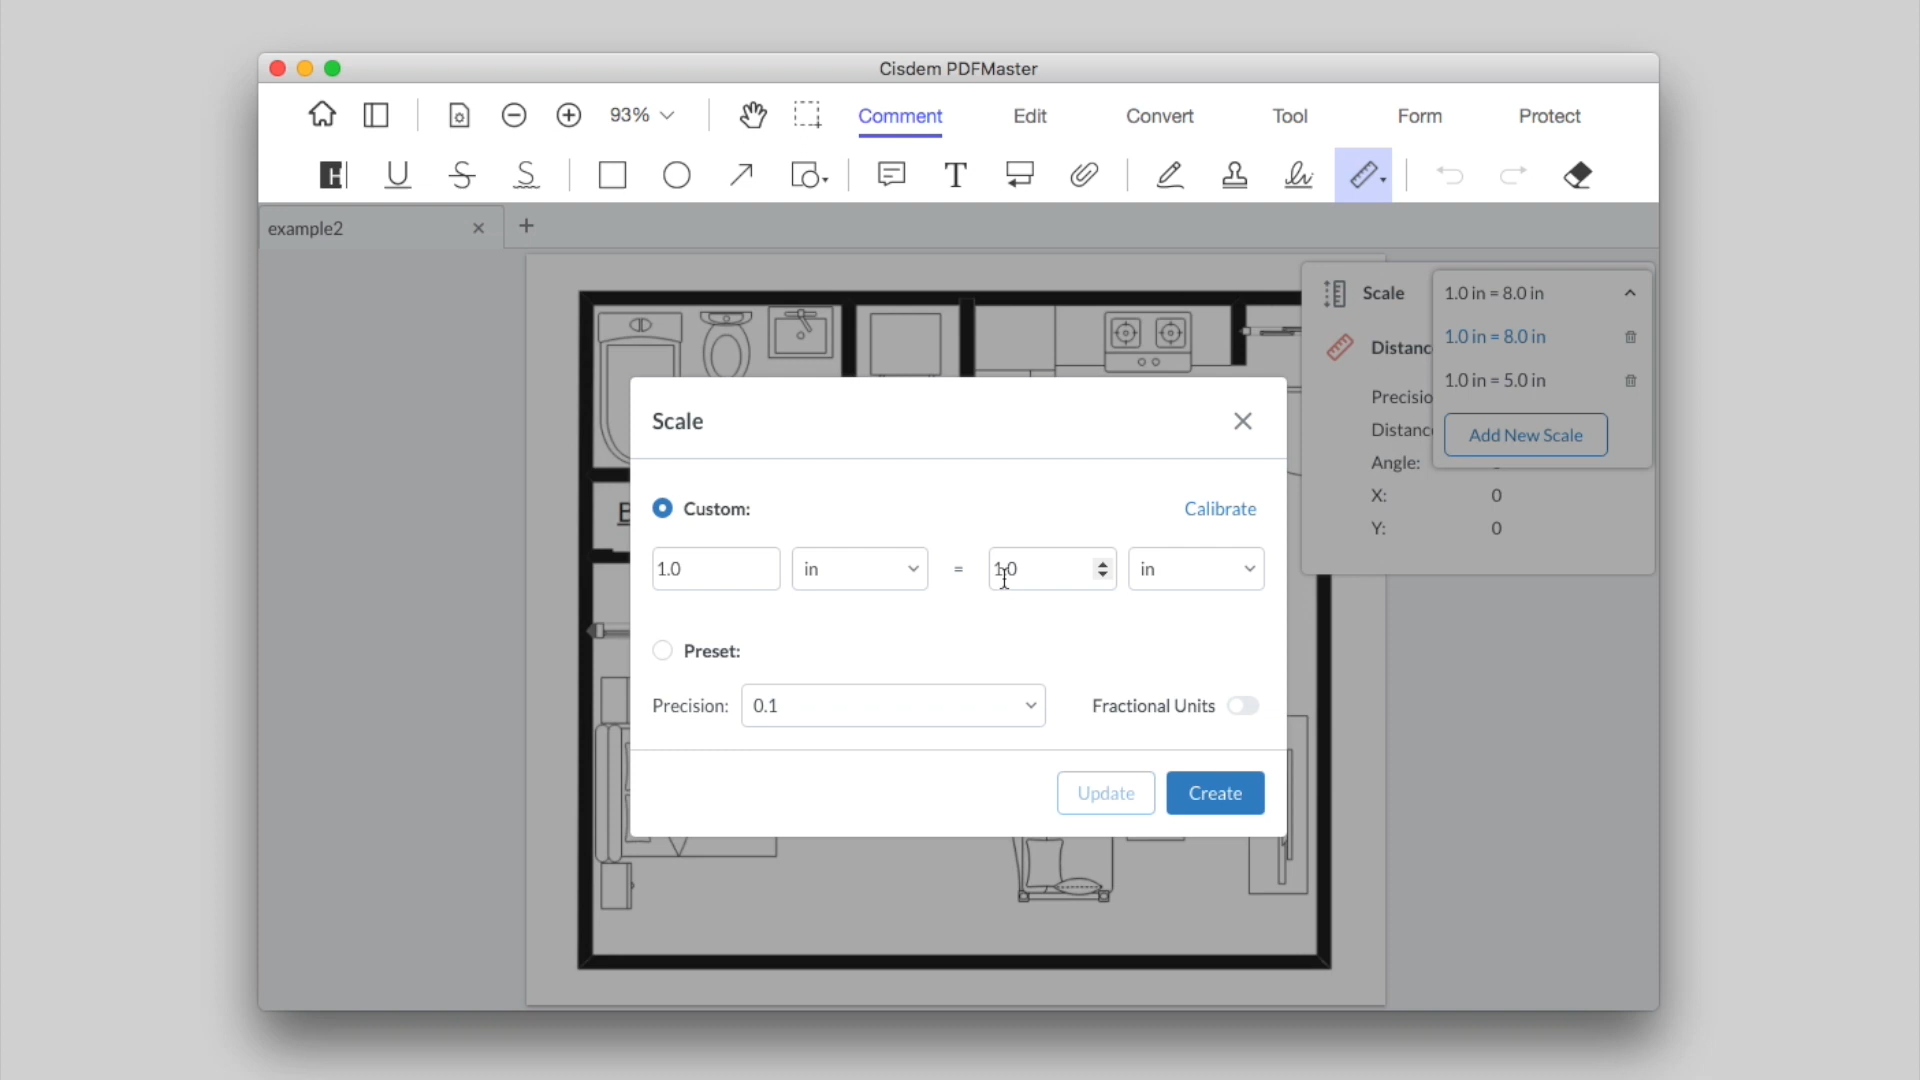 Cisdem PDFMaster
93%
Comment
Edit
Convert
Tool
Form
Protect
H U S S T
example2
Scale
1.0 in = 8.0 in
1.0 in = 8.0 in
1.0 in = 5.0 in
Add New Scale
Distanc
Precisio
Distanc
Angle:
X: 0
Y: 0
Scale
Custom:
Calibrate
1.0 in = 1.0 in
Preset:
Precision: 0.1
Fractional Units
Update
Create